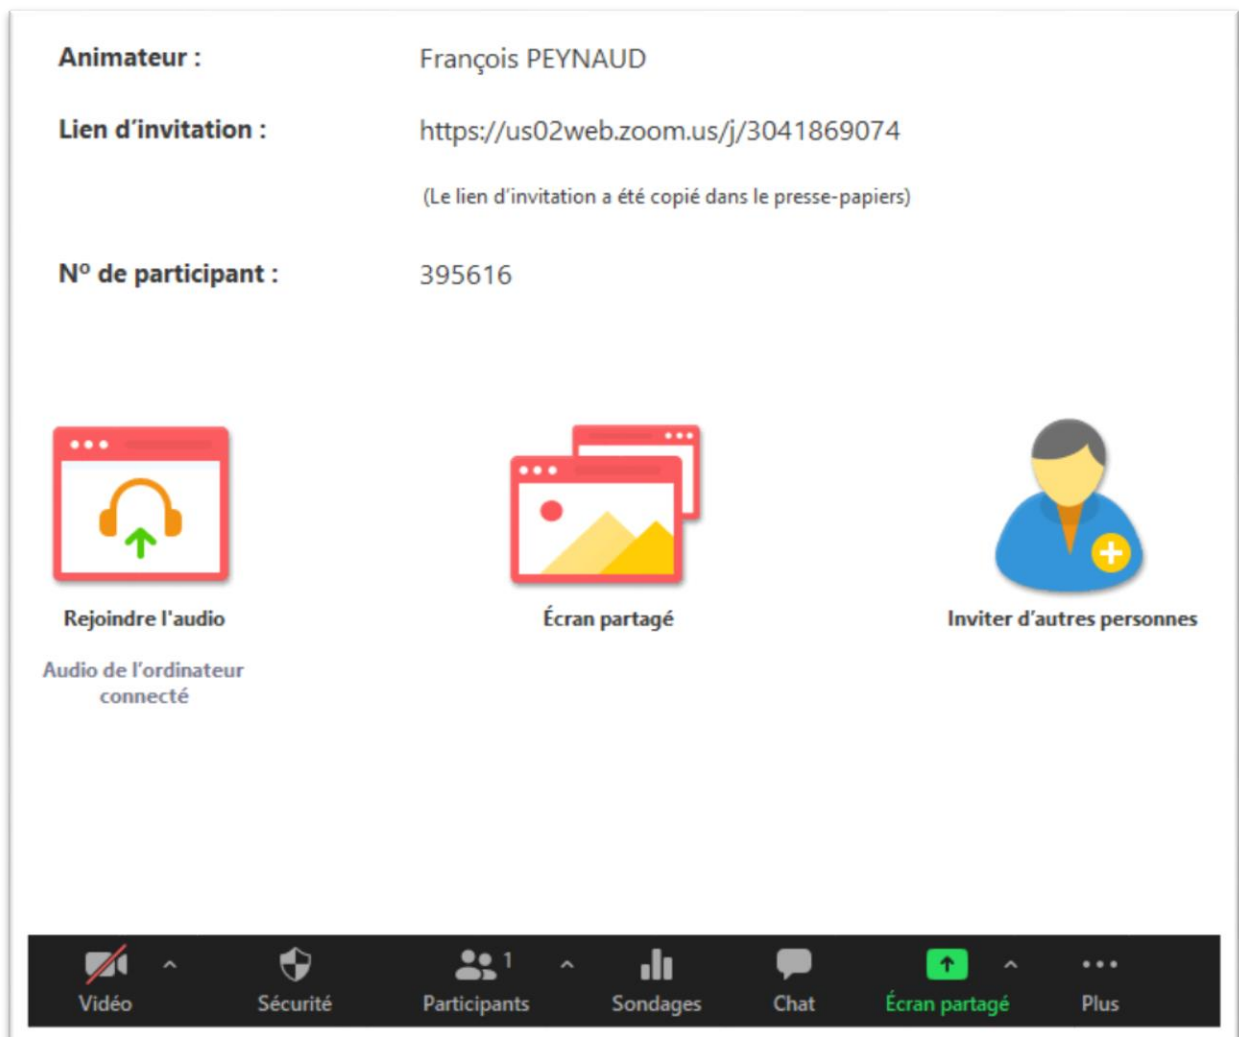 Animateur : François PEYNAUD
Lien d’invitation : https://us02web.zoom.us/j/3041869074
(Le lien d’invitation a été copié dans le presse-papiers)
Nº de participant : 395616
Rejoindre l'audio
Écran partagé
Inviter d’autres personnes
Audio de l’ordinateur
connecté
1
Vidéo
Sécurité
Participants
Sondages
Chat
Écran partagé
Plus